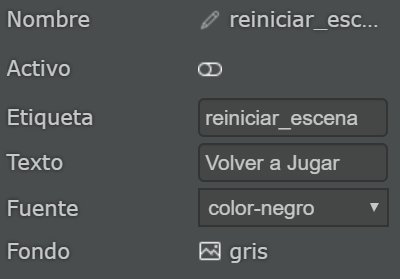 Nombre reiniciar_esc...
Activo
Etiqueta reiniciar_escena
Texto Volver a Jugar
Fuente color-negro
Fondo gris